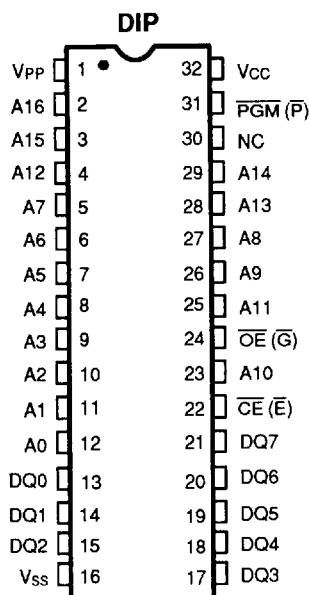 DIP
VPP 1 32 VCC
A16 2 31 PGM (P)
A15 3 30 NC
A12 4 29 A14
A7 5 28 A13
A6 6 27 A8
A5 7 26 A9
A4 8 25 A11
A3 9 24 OE (G)
A2 10 23 A10
A1 11 22 CE (E)
A0 12 21 DQ7
DQ0 13 20 DQ6
DQ1 14 19 DQ5
DQ2 15 18 DQ4
VSS 16 17 DQ3